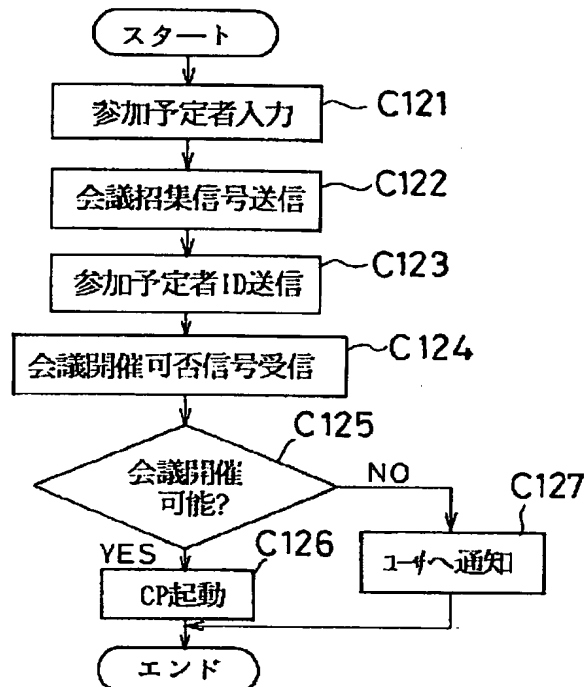 スタート
参加予定者入力
C121
会議招集信号送信
C122
参加予定者ID送信
C123
会議開催可否信号受信
C124
会議開催
可能?
C125
NO
YES
CP起動
C126
ユーザへ通知
C127
エンド